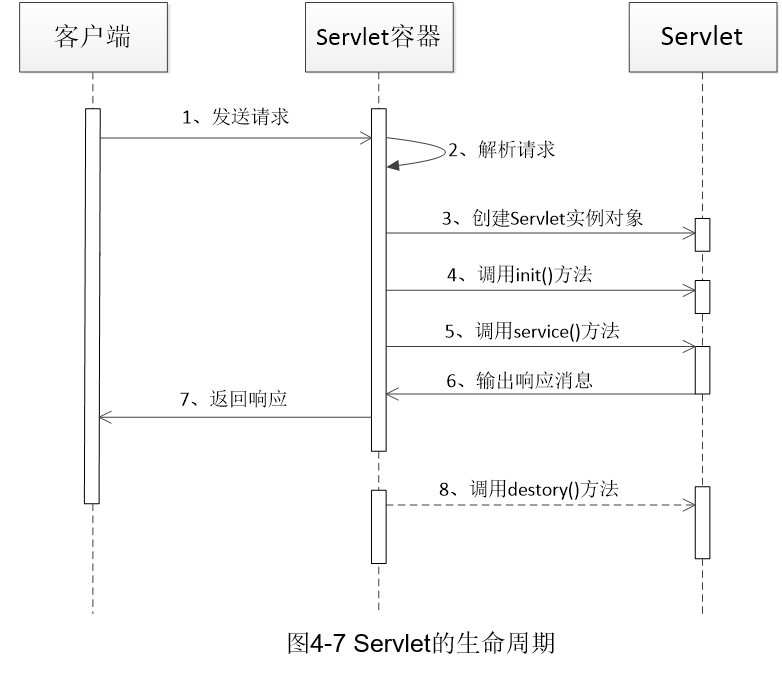 客户端
Servlet容器
Servlet
1、发送请求
2、解析请求
3、创建Servlet实例对象
4、调用init()方法
5、调用service()方法
6、输出响应消息
7、返回响应
8、调用destory()方法
图4-7 Servlet的生命周期